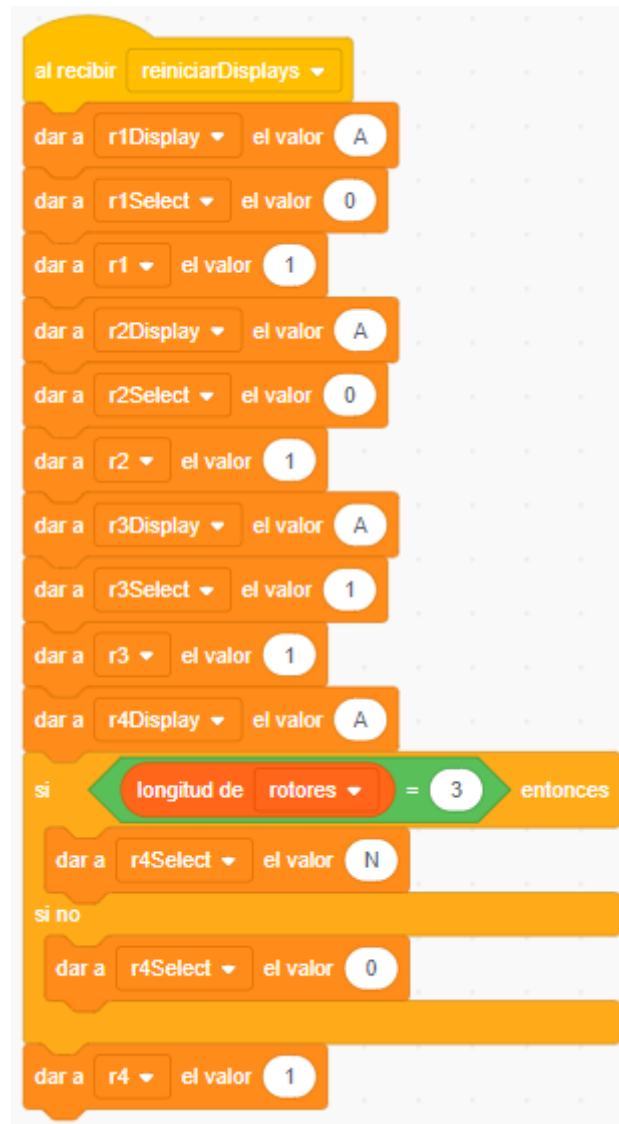 al recibir reiniciarDisplays
dar a r1Display el valor A
dar a r1Select el valor 0
dar a r1 el valor 1
dar a r2Display el valor A
dar a r2Select el valor 0
dar a r2 el valor 1
dar a r3Display el valor A
dar a r3Select el valor 1
dar a r3 el valor 1
dar a r4Display el valor A
si longitud de rotores = 3 entonces
dar a r4Select el valor N
si no
dar a r4Select el valor 0
dar a r4 el valor 1